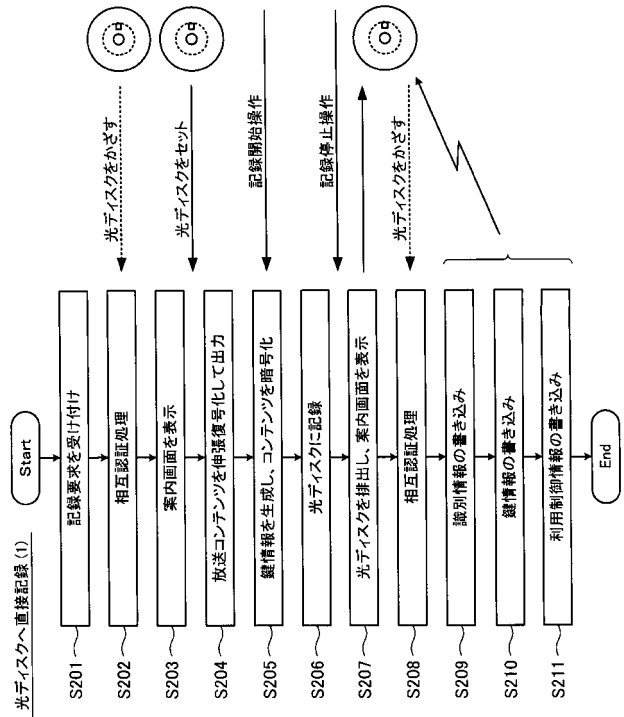 光ディスクへ直接記録(1)
Start
S201
記録要求を受け付け
S202
相互認証処理
光ディスクをかざす
S203
案内画面を表示
光ディスクをセット
S204
放送コンテンツを伸張復号化して出力
S205
鍵情報を生成し、コンテンツを暗号化
記録開始操作
S206
光ディスクに記録
記録停止操作
S207
光ディスクを排出し、案内画面を表示
S208
相互認証処理
光ディスクをかざす
S209
識別情報の書き込み
S210
鍵情報の書き込み
S211
利用制御情報の書き込み
End